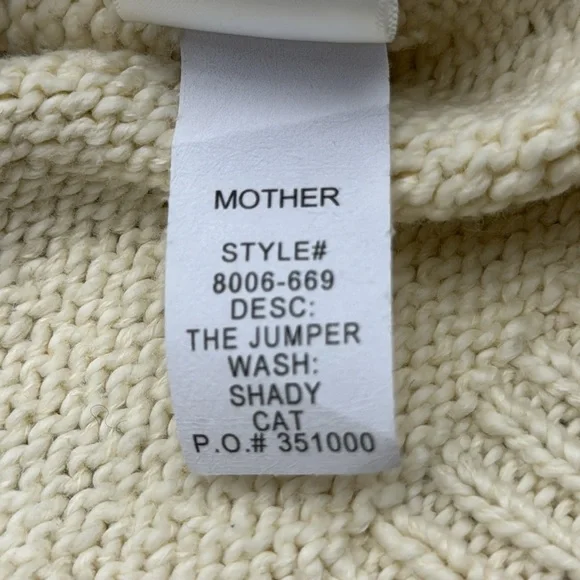 MOTHER
STYLE#
8006-669
DESC:
THE JUMPER
WASH:
SHADY
CAT
P.O.# 351000